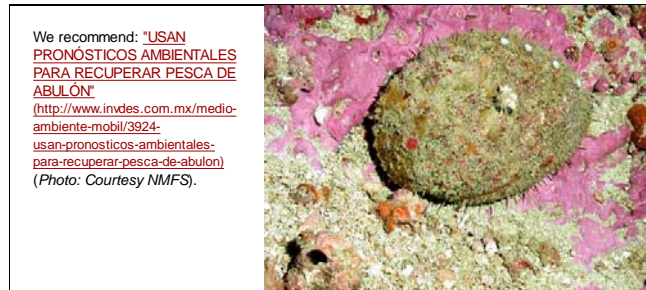 We recommend: "USAN
PRONÓSTICOS AMBIENTALES
PARA RECUPERAR PESCA DE
ABULÓN"
(http://www.invdes.com.mx/medio-
ambiente-mobil/3924-
usan-pronosticos-ambientales-
para-recuperar-pesca-de-abulon)
(Photo: Courtesy NMFS).